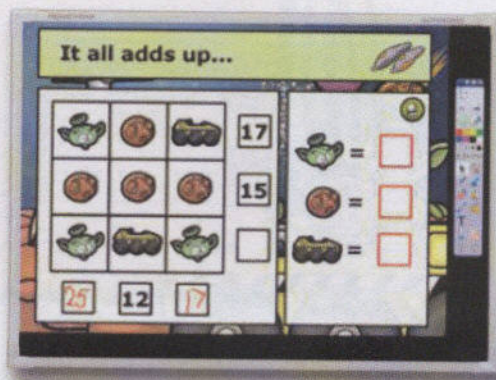 It all adds up...
17
=
15
=
=
25 12 17